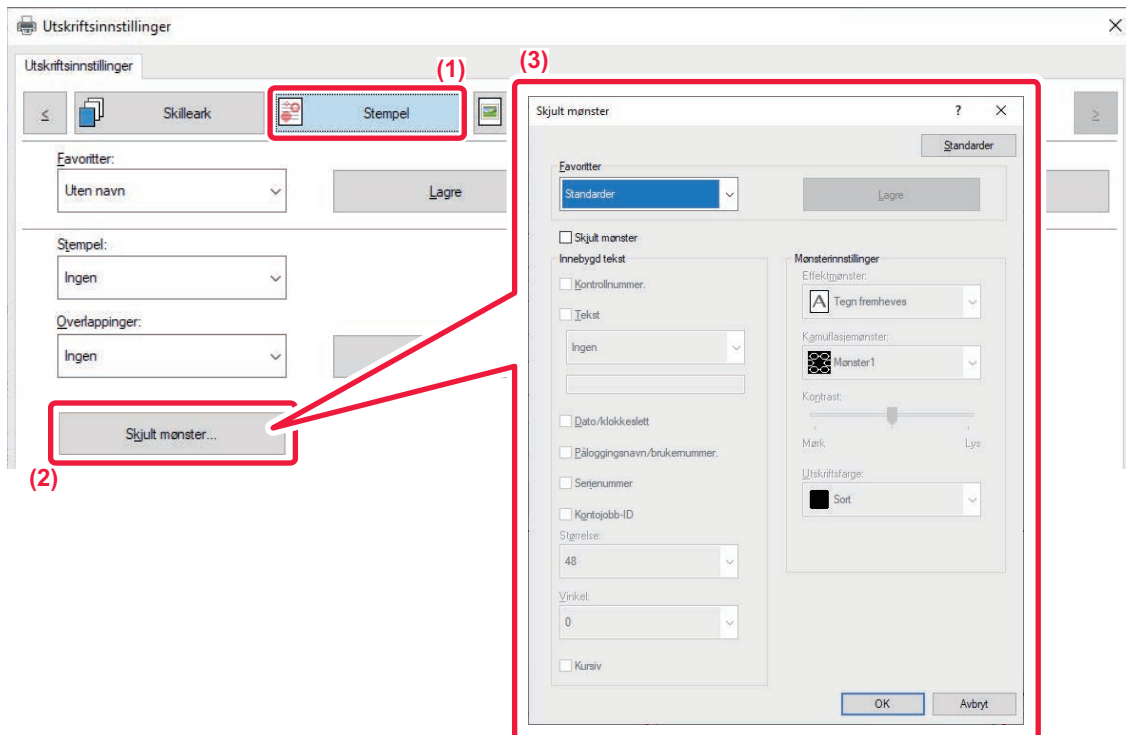 Utskriftsinnstillinger
Utskriftsinnstillinger
(1)
(3)
≤
Skilleark
Stempel
≥
Favoritter:
Uten navn
Lagre
Stempel:
Ingen
Overlappinger:
Ingen
Skjult mønster...
(2)
Skjult mønster
?
Standarder
Favoritter
Standarder
Lagre
Skjult mønster
Innebygd tekst
Kontrollnummer.
Tekst
Ingen
Dato/klokkeslett
Påloggingsnavn/brukernummer.
Serienummer
Kontojobb-ID
Størrelse:
48
Vinkel:
0
Kursiv
Mønsterinnstillinger
Effektmønster:
A Tegn fremheves
Kamuflasjemønster:
Mønster1
Kontrast:
Mørk Lys
Utskriftsfarge:
Sort
OK Avbryt